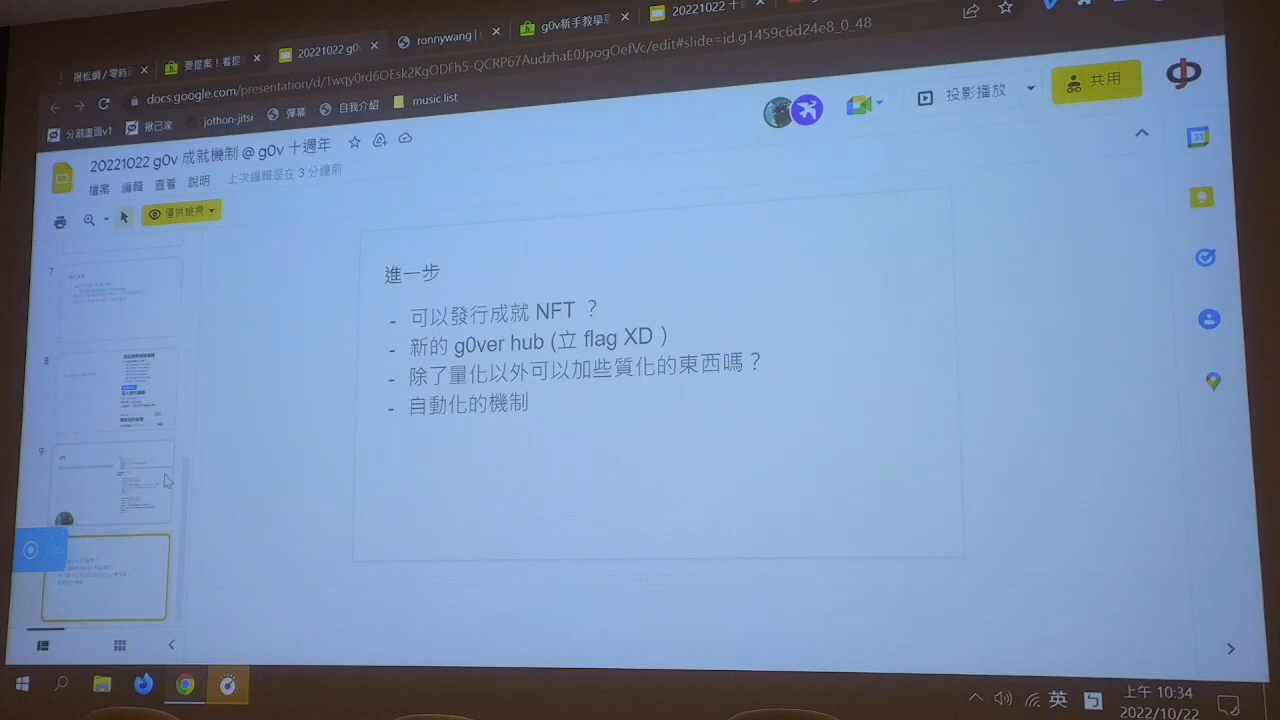 揪松網 / 零時
要提案！看提
20221022 g0v
ronnywang |
g0v新手教學
20221022 十
docs.google.com/presentation/d/1wqy0rd6OEsk2KgODFh5-QCRP67AudzhaE0JpogOefVc/edit#slide=id.g1459c6d24e8_0_48
分割畫面v1
揪己家
jothon-jitsi
彈幕
自我介紹
music list
20221022 g0v 成就機制 @ g0v 十週年
檔案 編輯 查看 說明 上次編輯是在 3 分鐘前
投影播放
共用
31
僅供檢視
進一步
- 可以發行成就 NFT ？
- 新的 g0ver hub (立 flag XD )
- 除了量化以外可以加些質化的東西嗎？
- 自動化的機制
7
8
9
英
上午 10:34
2022/10/22